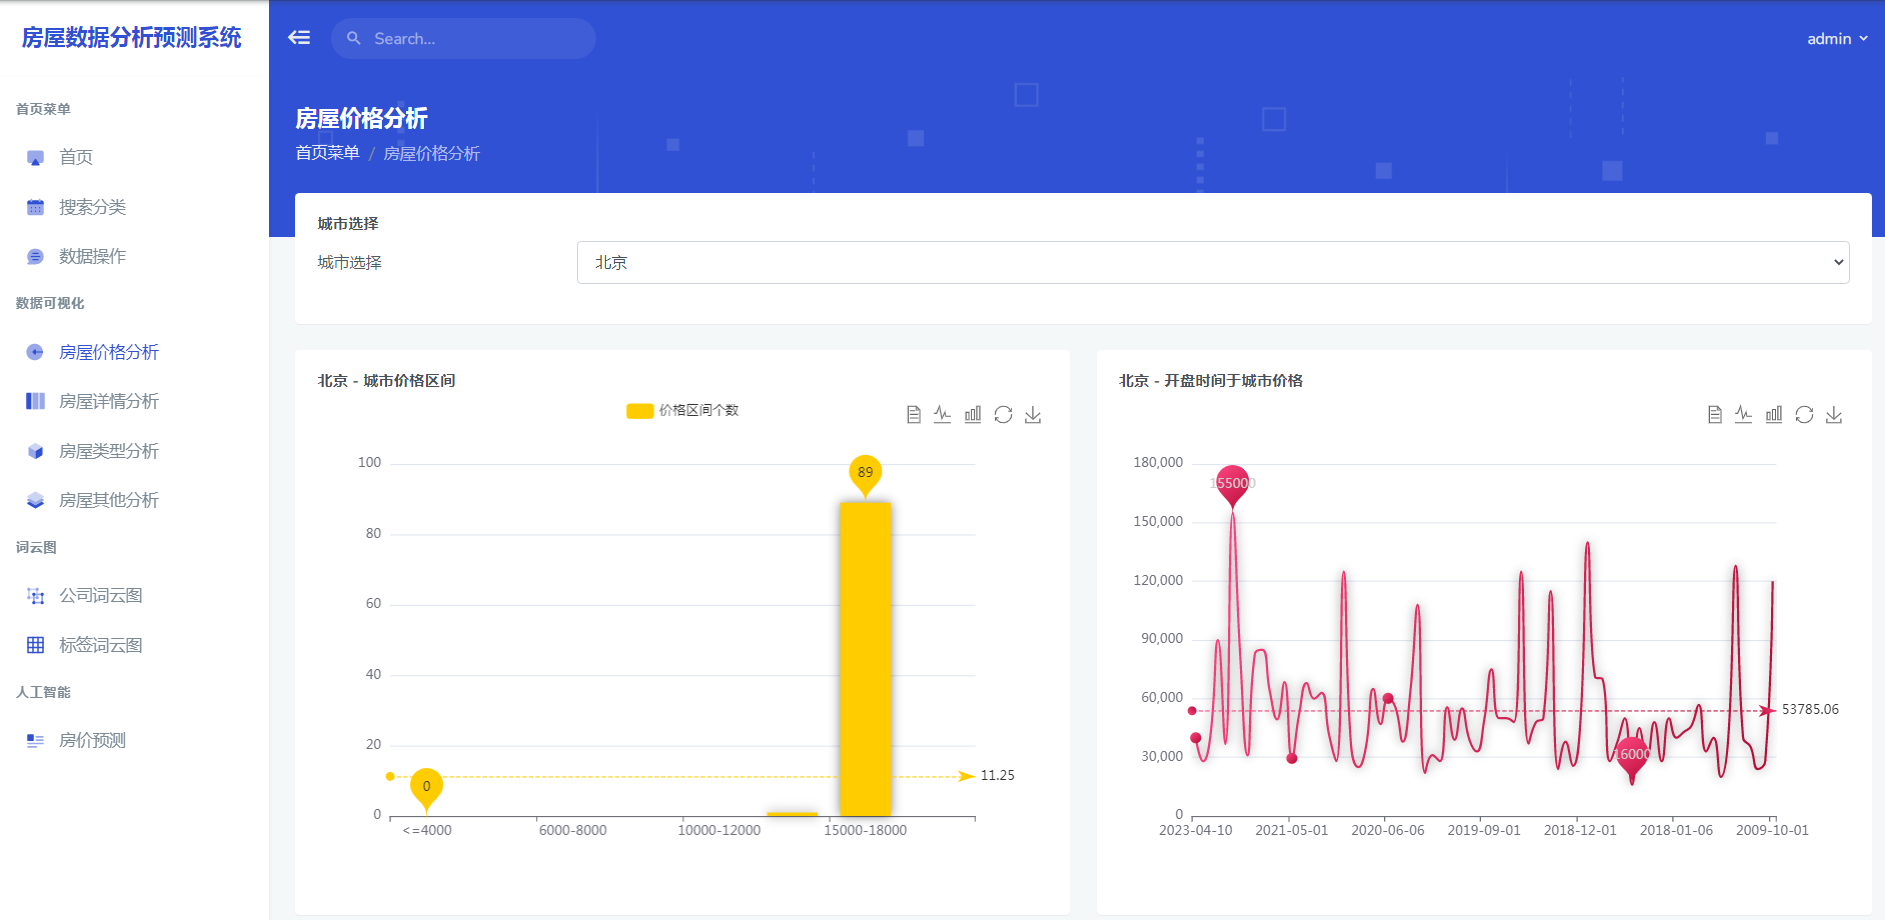 房屋数据分析预测系统
Search...
admin
首页菜单
首页
搜索分类
数据操作
数据可视化
房屋价格分析
房屋详情分析
房屋类型分析
房屋其他分析
词云图
公司词云图
标签词云图
人工智能
房价预测
房屋价格分析
首页菜单 / 房屋价格分析
城市选择
城市选择
北京
北京 - 城市价格区间
价格区间个数
100
80
60
40
20
0
89
0
11.25
<=4000
6000-8000
10000-12000
15000-18000
北京 - 开盘时间于城市价格
180,000
150,000
120,000
90,000
60,000
30,000
0
155000
16000
53785.06
2023-04-10
2021-05-01
2020-06-06
2019-09-01
2018-12-01
2018-01-06
2009-10-01